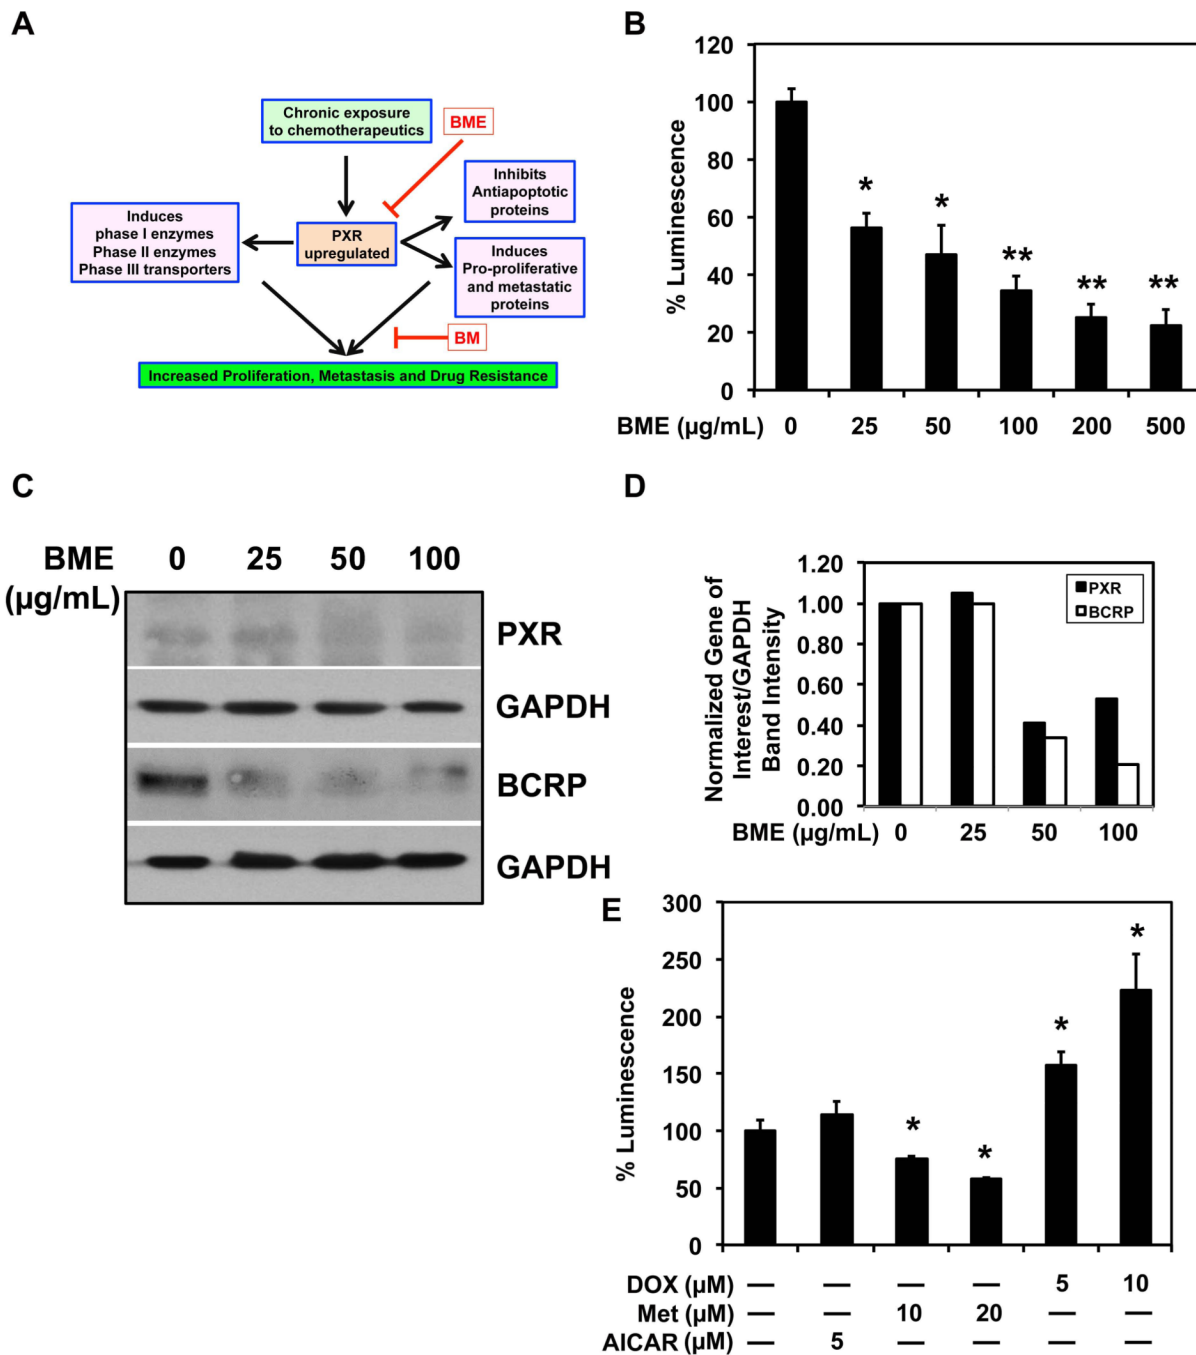 A
Chronic exposure
to chemotherapeutics
BME
Inhibits
Antiapoptotic
proteins
Induces
phase I enzymes
Phase II enzymes
Phase III transporters
PXR
upregulated
Induces
Pro-proliferative
and metastatic
proteins
BM
Increased Proliferation, Metastasis and Drug Resistance
B
% Luminescence
120
100
80
60
40
20
0
* * ** ** **
BME (µg/mL) 0 25 50 100 200 500
C
BME 0 25 50 100
(µg/mL)
PXR
GAPDH
BCRP
GAPDH
D
Normalized Gene of
Interest/GAPDH
Band Intensity
1.20
1.00
0.80
0.60
0.40
0.20
0.00
PXR
BCRP
BME (µg/mL) 0 25 50 100
E
% Luminescence
300
250
200
150
100
50
0
* * * *
DOX (µM) — — — — 5 10
Met (µM) — — 10 20 — —
AICAR — 5 — — — —
(µM)